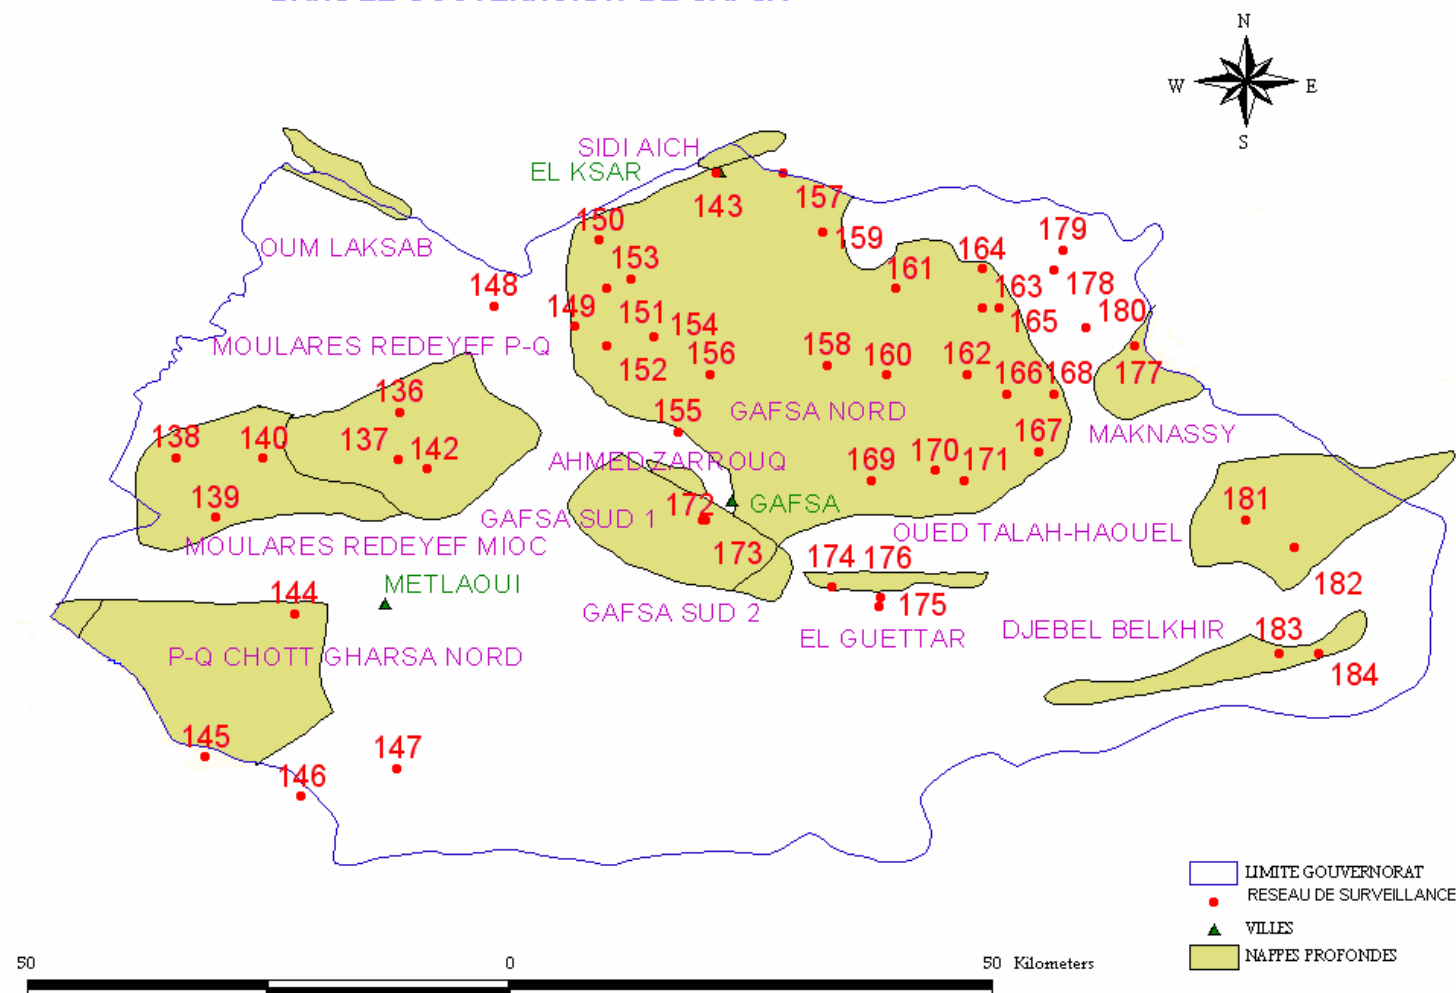 N
W E
S
SIDI AICH
EL KSAR
143
157
150
159
179
OUM LAKSAB
164
153
161
178
148
149
163
151
154
165
180
MOULARES REDEYEF P-Q
156
158
160
162
152
166
168
177
136
155
GAFSA NORD
MAKNASSY
138
140
137
142
167
AHMED ZARROUQ
169
170
171
139
172
GAFSA
181
GAFSA SUD 1
OUED TALAH-HAOUEL
MOULARES REDEYEF MIOC
173
174
176
METLAOUI
182
144
175
GAFSA SUD 2
EL GUETTAR
DJEBEL BELKHIR
183
P-Q CHOTT GHARSA NORD
184
145
147
146
LIMITE GOUVERNORAT
RESEAU DE SURVEILLANCE
VILLES
NAPPES PROFONDES
50 0 50 Kilometers